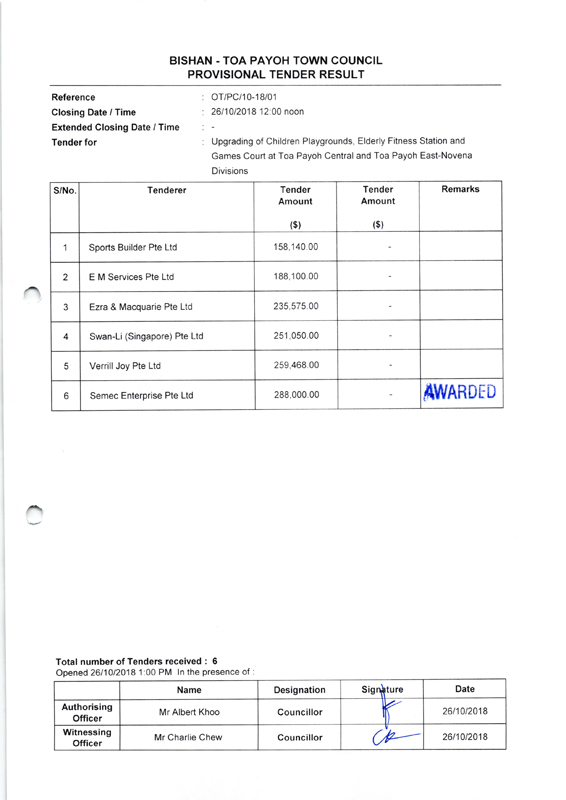 BISHAN - TOA PAYOH TOWN COUNCIL
PROVISIONAL TENDER RESULT
Reference : OT/PC/10-18/01
Closing Date / Time : 26/10/2018 12:00 noon
Extended Closing Date / Time : -
Tender for : Upgrading of Children Playgrounds, Elderly Fitness Station and
Games Court at Toa Payoh Central and Toa Payoh East-Novena
Divisions
S/No. Tenderer Tender Amount ($) Tender Amount ($) Remarks
1 Sports Builder Pte Ltd 158,140.00 -
2 E M Services Pte Ltd 188,100.00 -
3 Ezra & Macquarie Pte Ltd 235,575.00 -
4 Swan-Li (Singapore) Pte Ltd 251,050.00 -
5 Verrill Joy Pte Ltd 259,468.00 -
6 Semec Enterprise Pte Ltd 288,000.00 - AWARDED
Total number of Tenders received : 6
Opened 26/10/2018 1:00 PM In the presence of :
Name Designation Signature Date
Authorising Officer Mr Albert Khoo Councillor 26/10/2018
Witnessing Officer Mr Charlie Chew Councillor 26/10/2018